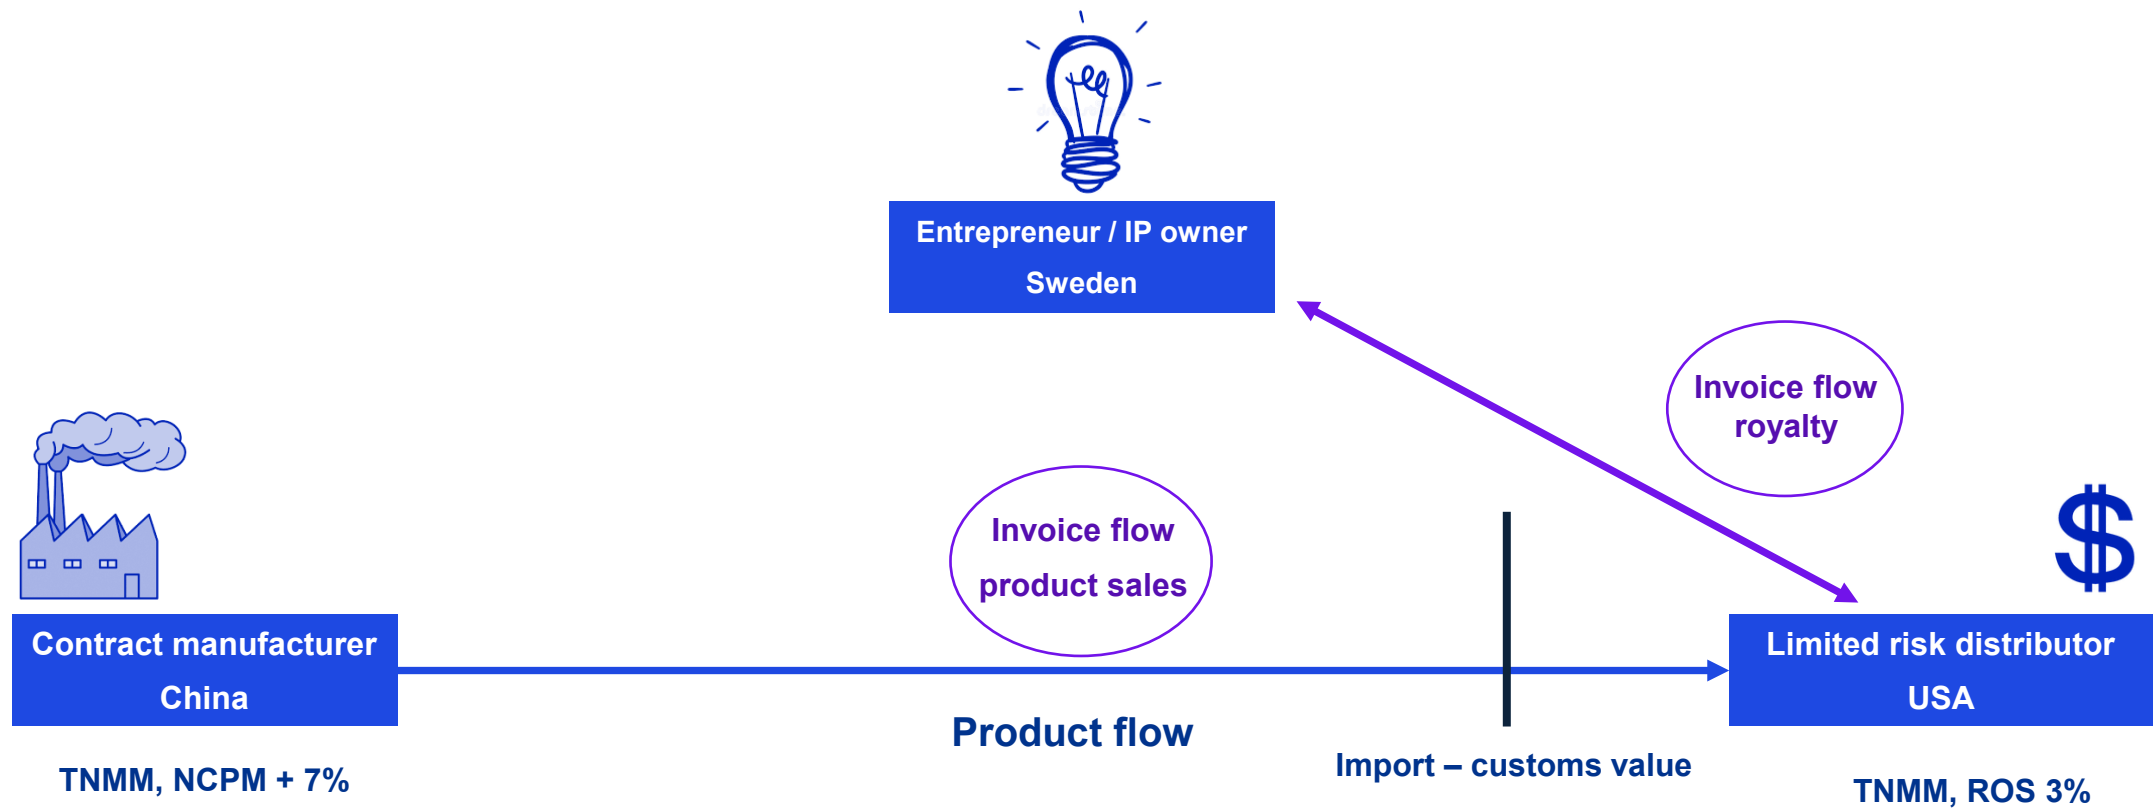 Entrepreneur / IP owner
Sweden
Invoice flow
royalty
Invoice flow
product sales
$
Contract manufacturer
China
Limited risk distributor
USA
Product flow
Import – customs value
TNMM, NCPM + 7%
TNMM, ROS 3%